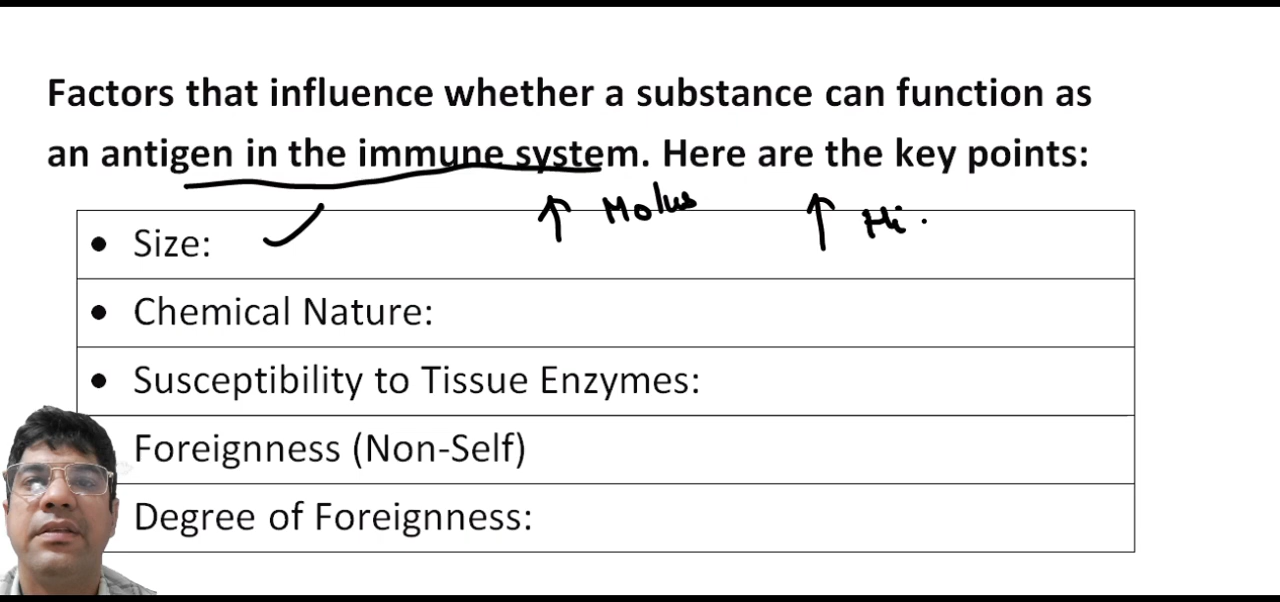 Factors that influence whether a substance can function as
an antigen in the immune system. Here are the key points:
↑ ↑ Hi.
• Size:
• Chemical Nature:
• Susceptibility to Tissue Enzymes:
Foreignness (Non-Self)
Degree of Foreignness: